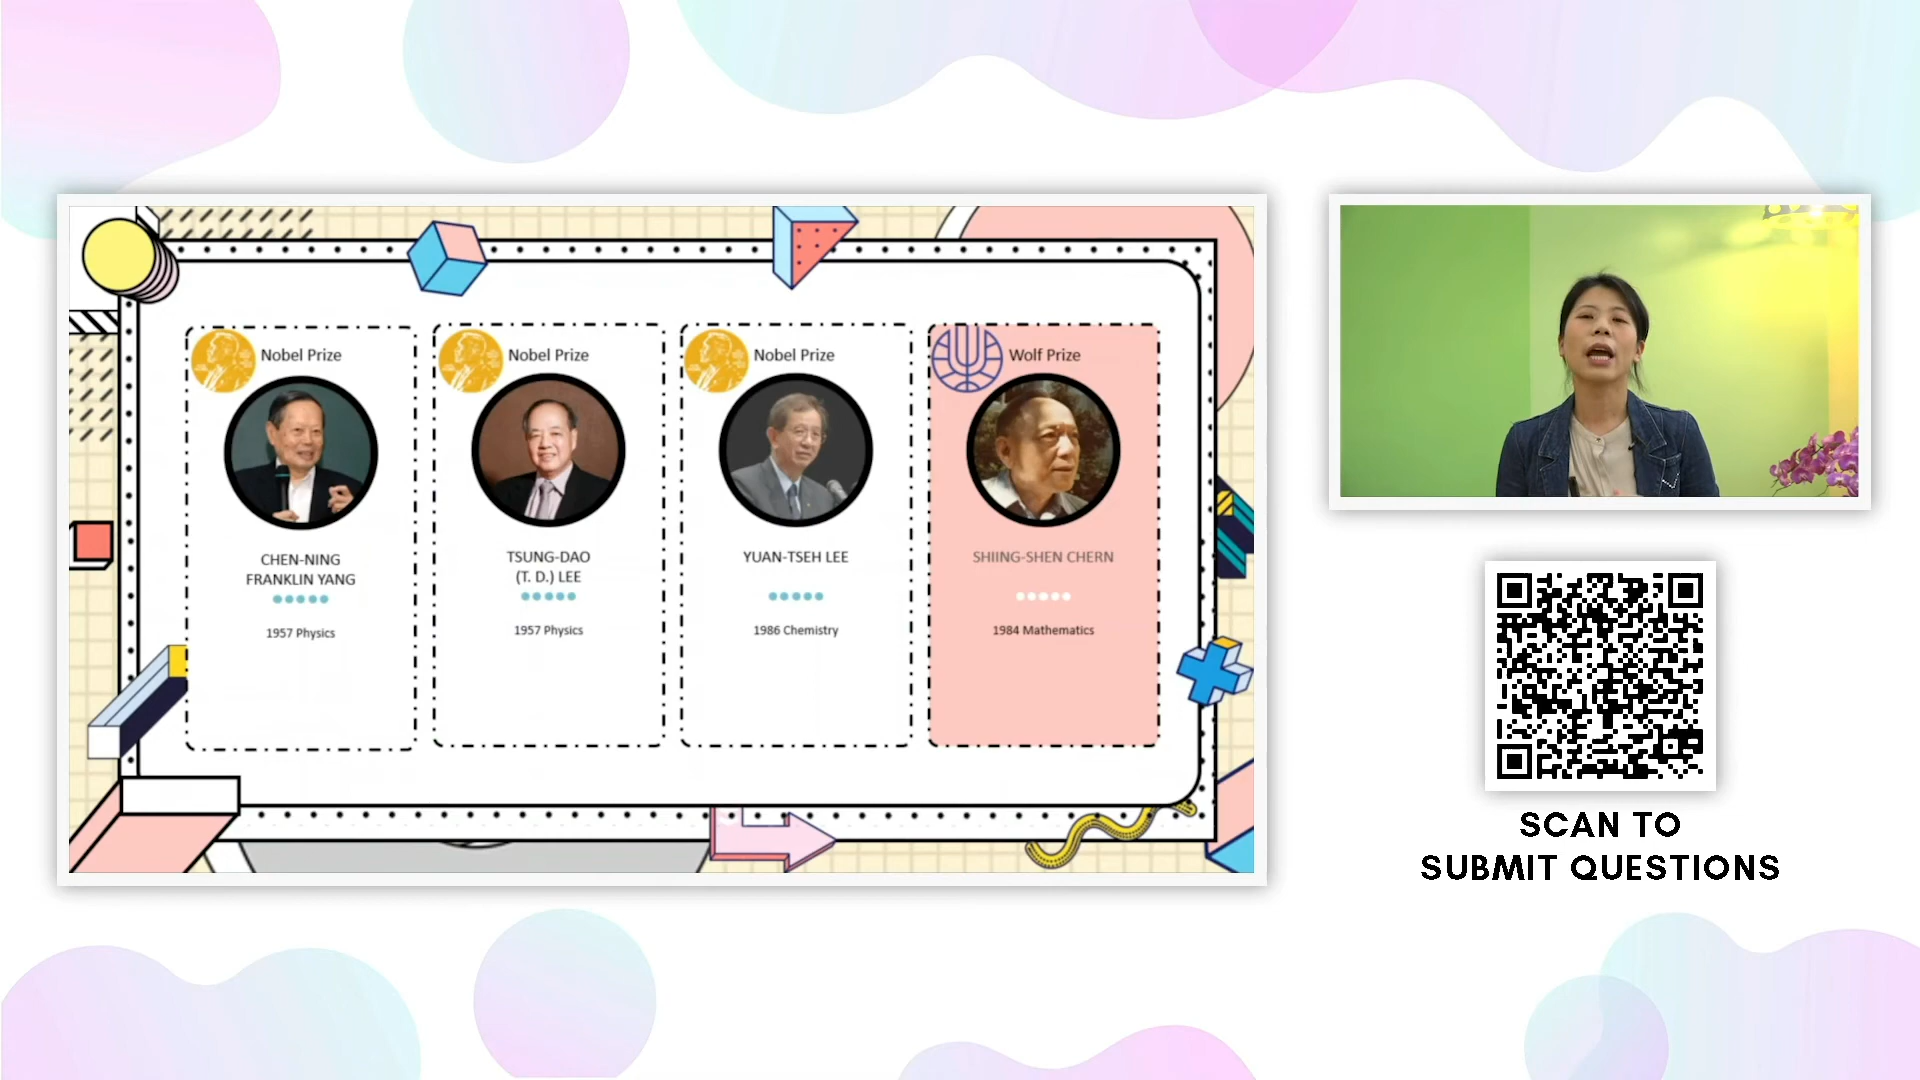 Nobel Prize
CHEN-NING
FRANKLIN YANG
1957 Physics
Nobel Prize
TSUNG-DAO
(T. D.) LEE
1957 Physics
Nobel Prize
YUAN-TSEH LEE
1986 Chemistry
Wolf Prize
SHIING-SHEN CHERN
1984 Mathematics
SCAN TO
SUBMIT QUESTIONS